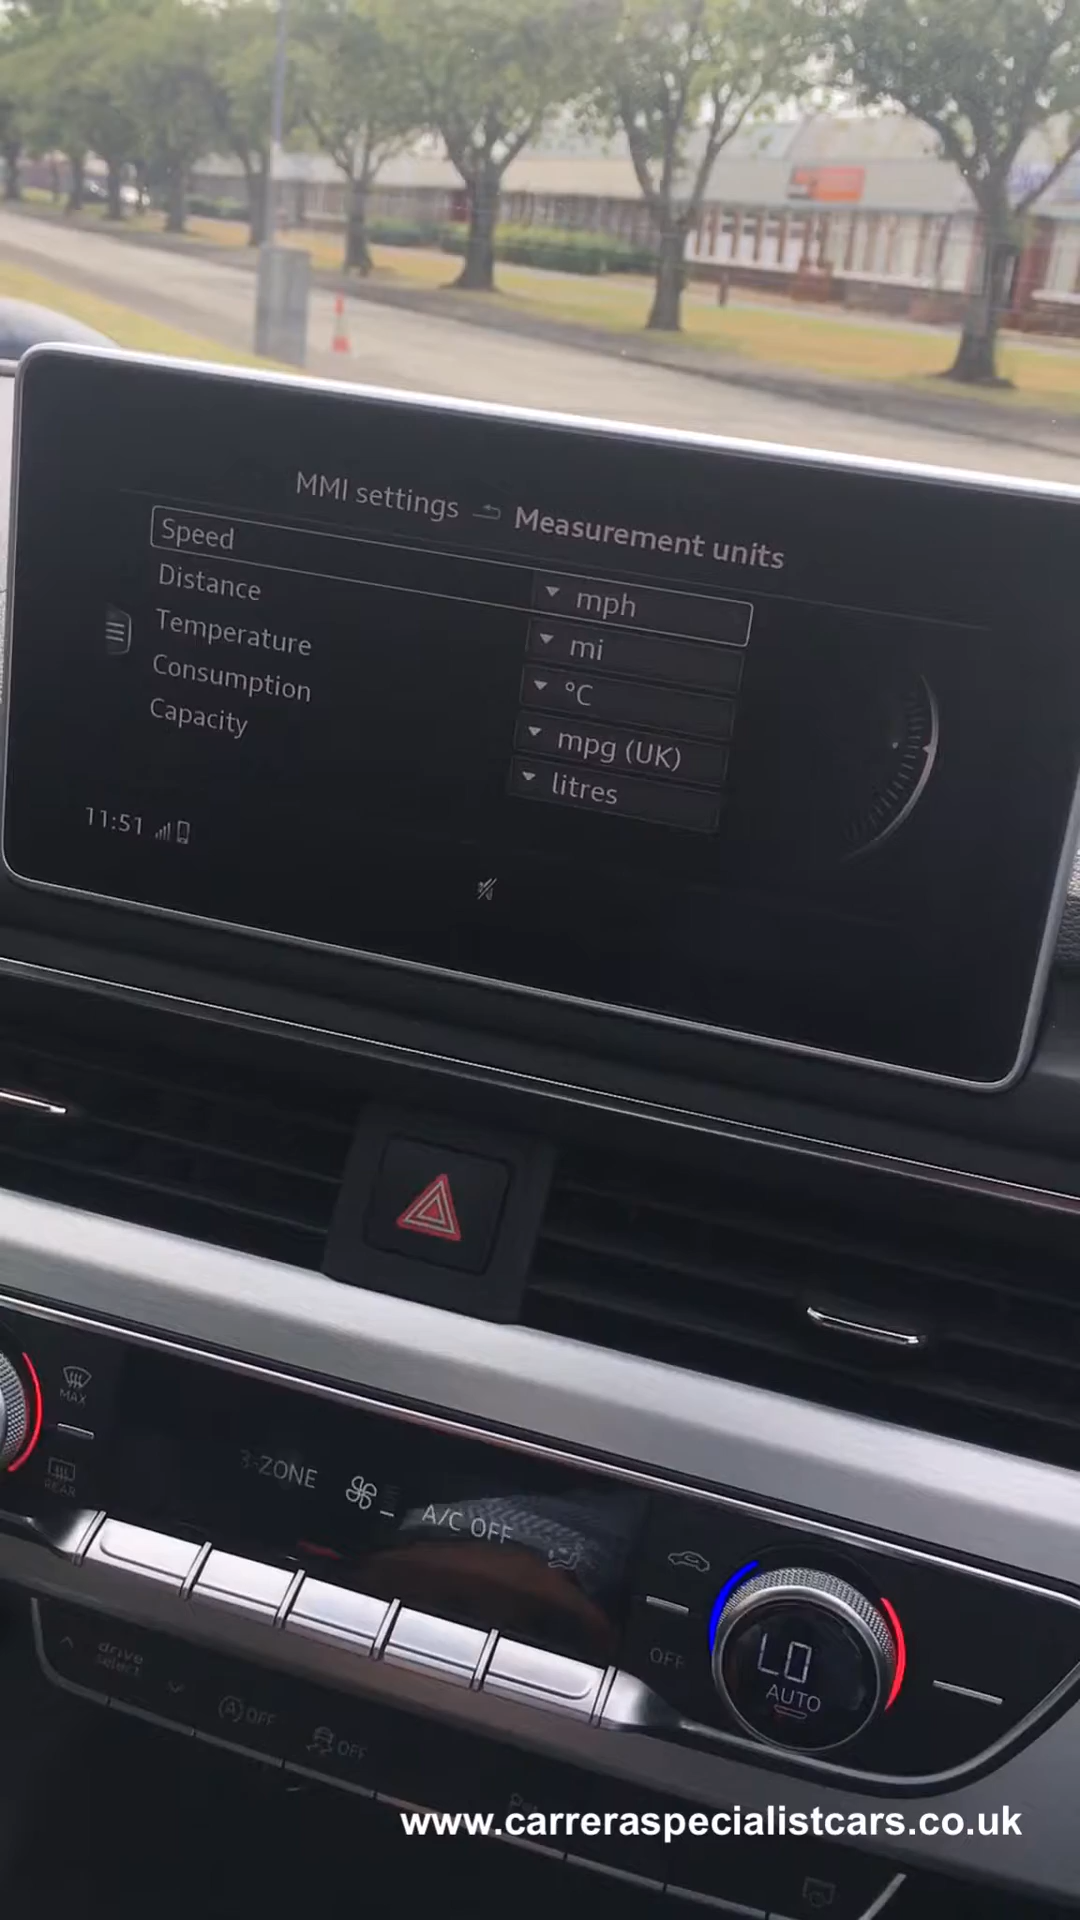 MMI settings Measurement units
Speed mph
Distance mi
Temperature °C
Consumption mpg (UK)
Capacity litres
11:51
MAX
REAR
3-ZONE
A/C OFF
OFF
LO
AUTO
drive
select
A OFF
OFF
www.carreraspecialistcars.co.uk